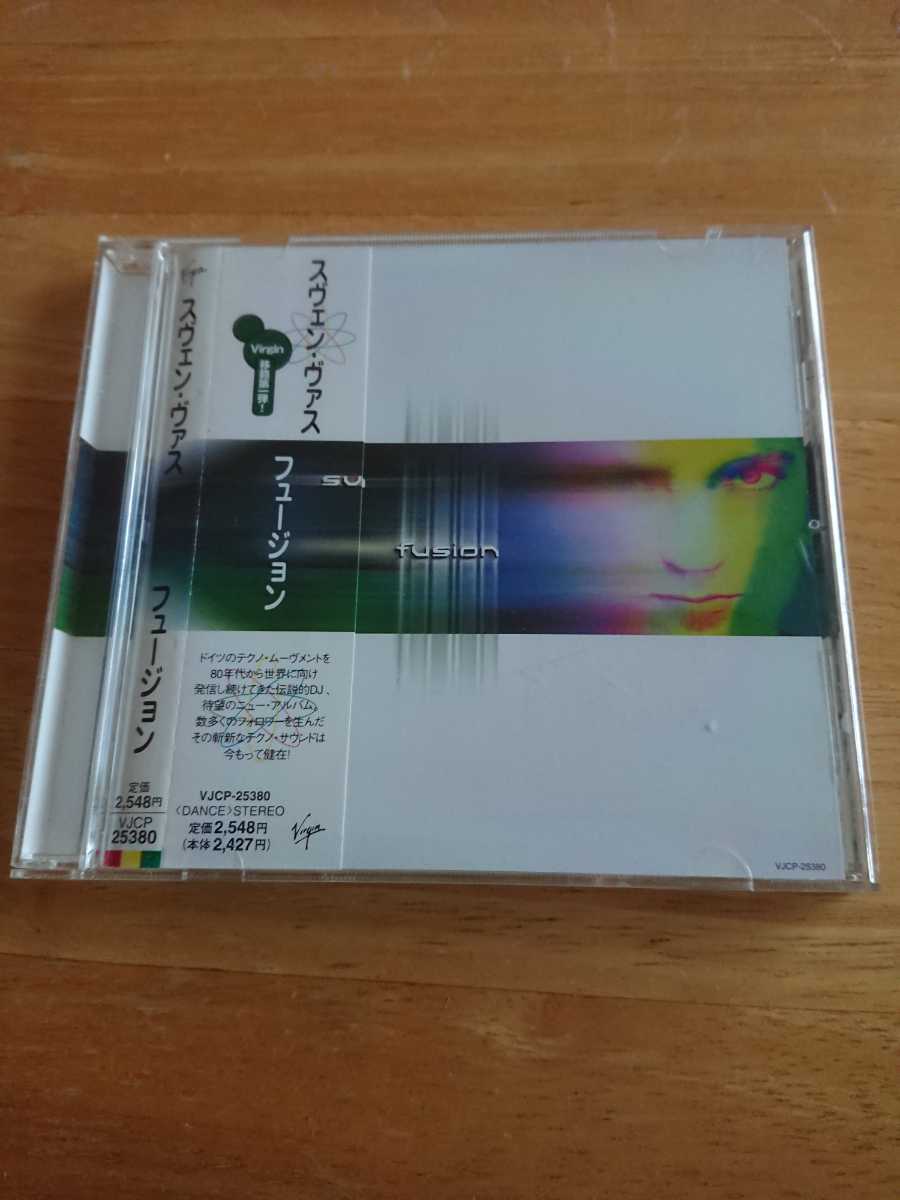 Virgin
スヴェン・ヴァス
フュージョン
定価
2,548円
VJCP
25380
スヴェン・ヴァス
Virgin
移籍第一弾!
フュージョン
ドイツのテクノ・ムーヴメントを
80年代から世界に向け
発信し続けてきた伝説的DJ、
待望のニュー・アルバム。
数多くのフォロワーを生んだ
その斬新なテクノ・サウンドは
今もって健在!
VJCP-25380
〈DANCE〉STEREO
定価2,548円
(本体2,427円)
Virgin
fusion
VJCP-25380